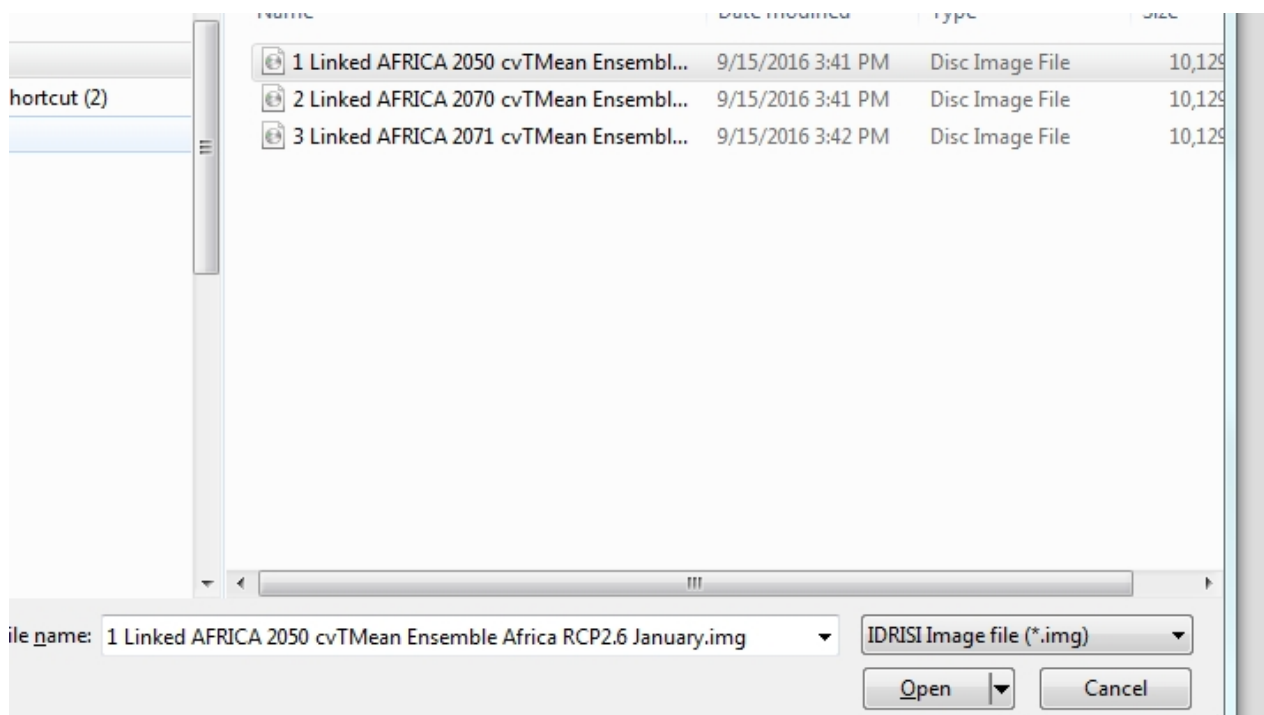 Name Date modified Type Size
1 Linked AFRICA 2050 cvTMean Ensembl... 9/15/2016 3:41 PM Disc Image File 10,129
hortcut (2) 2 Linked AFRICA 2070 cvTMean Ensembl... 9/15/2016 3:41 PM Disc Image File 10,129
3 Linked AFRICA 2071 cvTMean Ensembl... 9/15/2016 3:42 PM Disc Image File 10,129
ile name: 1 Linked AFRICA 2050 cvTMean Ensemble Africa RCP2.6 January.img IDRISI Image file (*.img)
Open Cancel